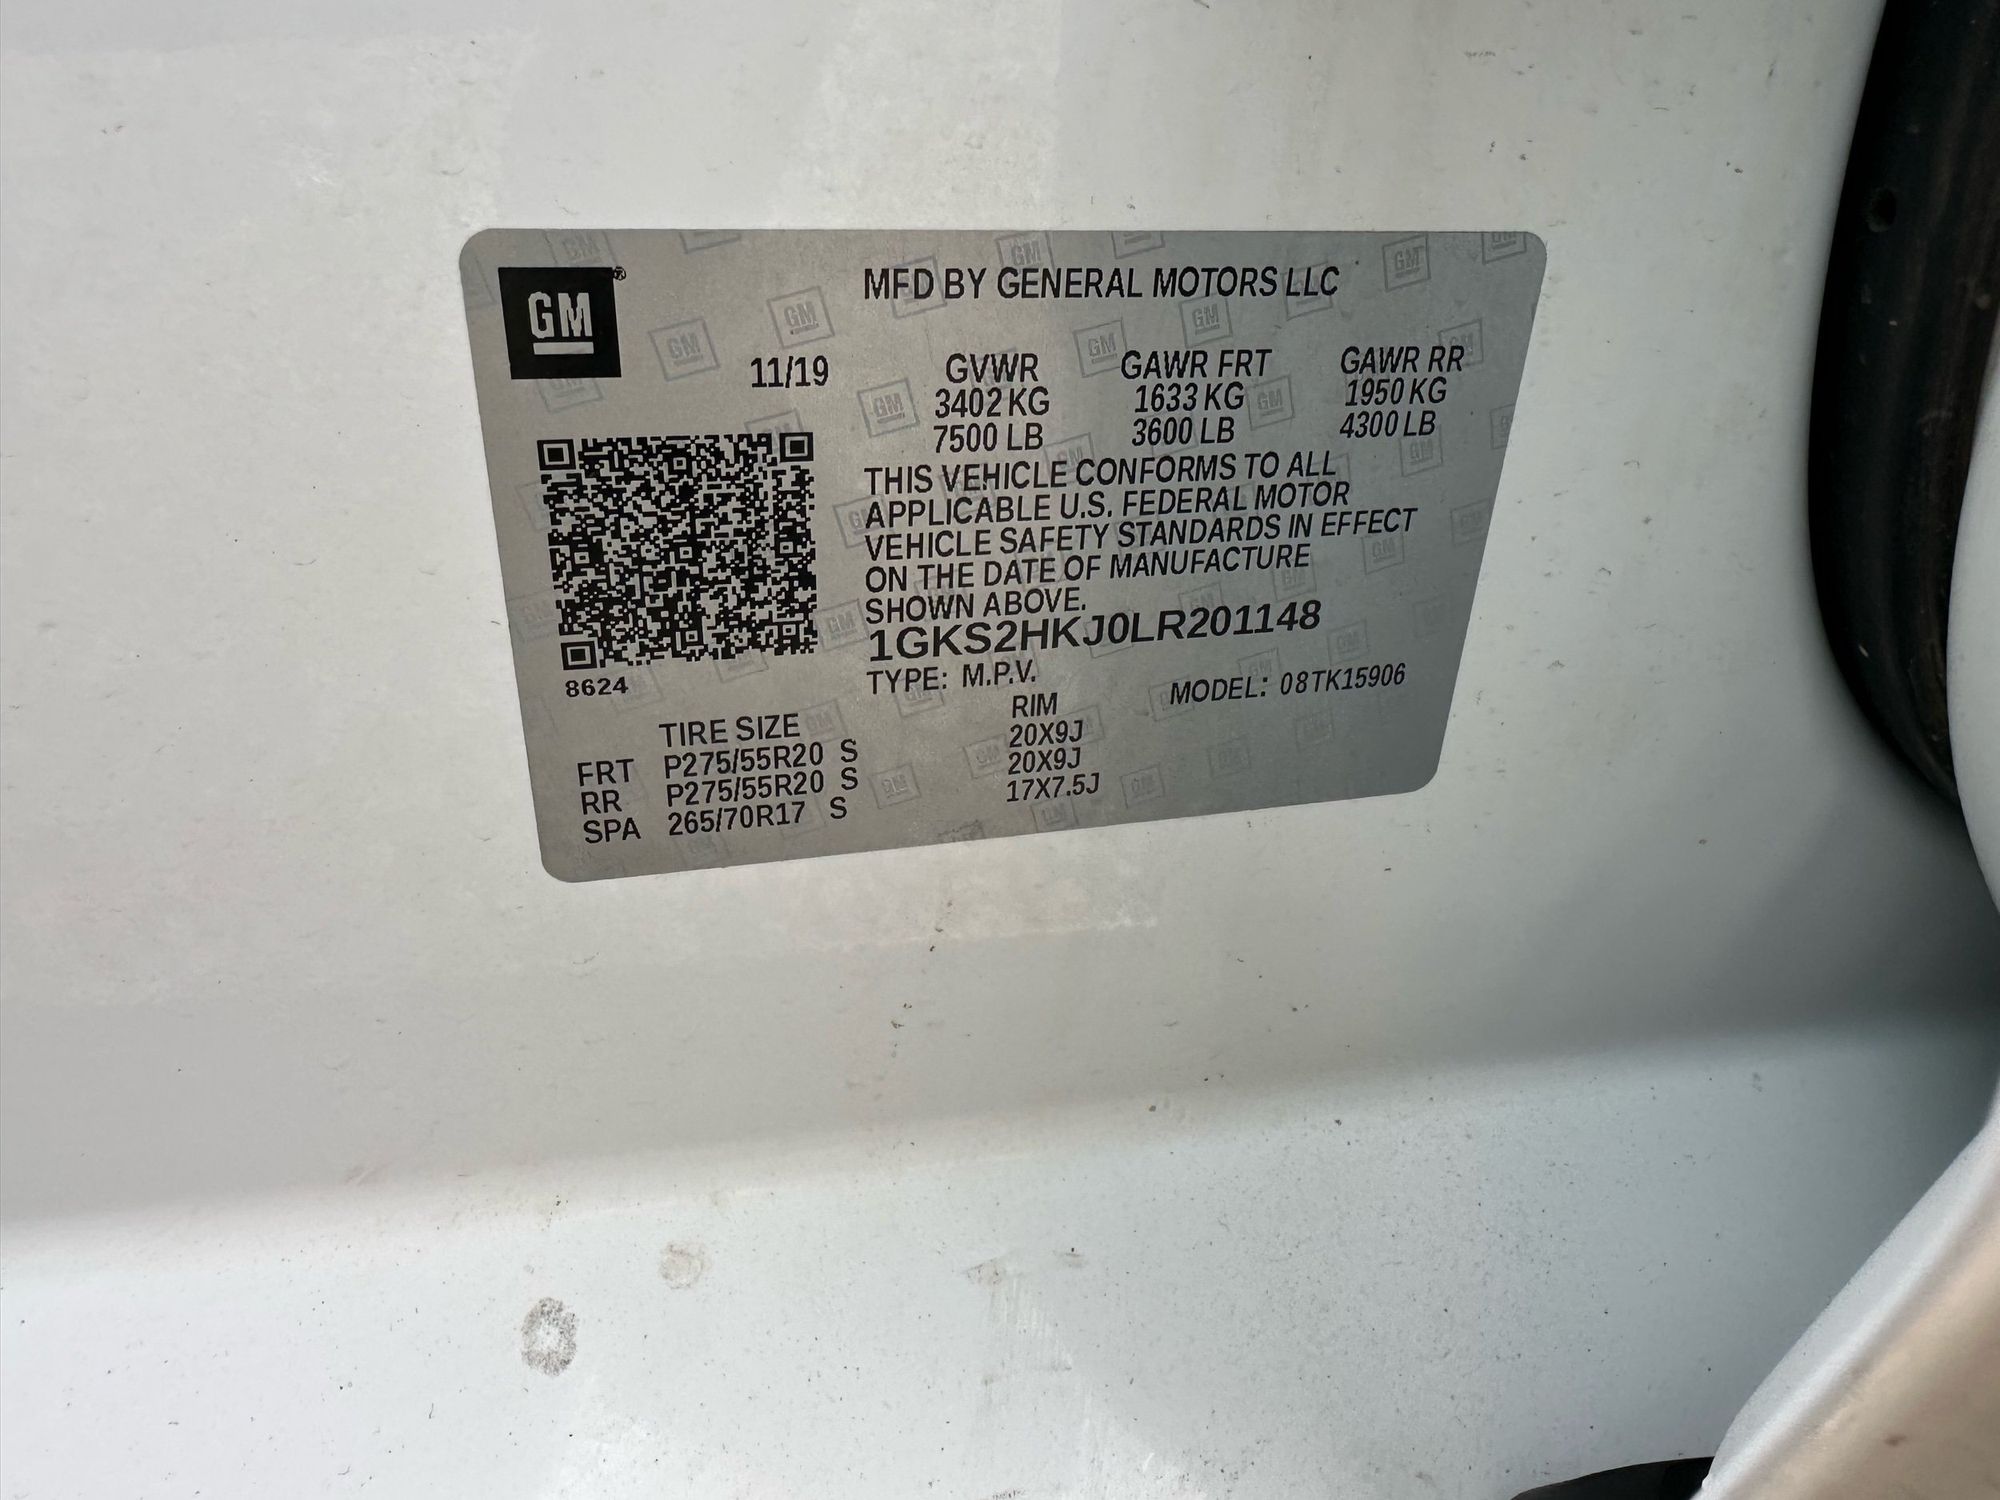 GM ®
MFD BY GENERAL MOTORS LLC
11/19
GVWR GAWR FRT GAWR RR
3402 KG 1633 KG 1950 KG
7500 LB 3600 LB 4300 LB
THIS VEHICLE CONFORMS TO ALL
APPLICABLE U.S. FEDERAL MOTOR
VEHICLE SAFETY STANDARDS IN EFFECT
ON THE DATE OF MANUFACTURE
SHOWN ABOVE.
1GKS2HKJ0LR201148
TYPE: M.P.V. MODEL: 08TK15906
8624
TIRE SIZE RIM
FRT P275/55R20 S 20X9J
RR P275/55R20 S 20X9J
SPA 265/70R17 S 17X7.5J